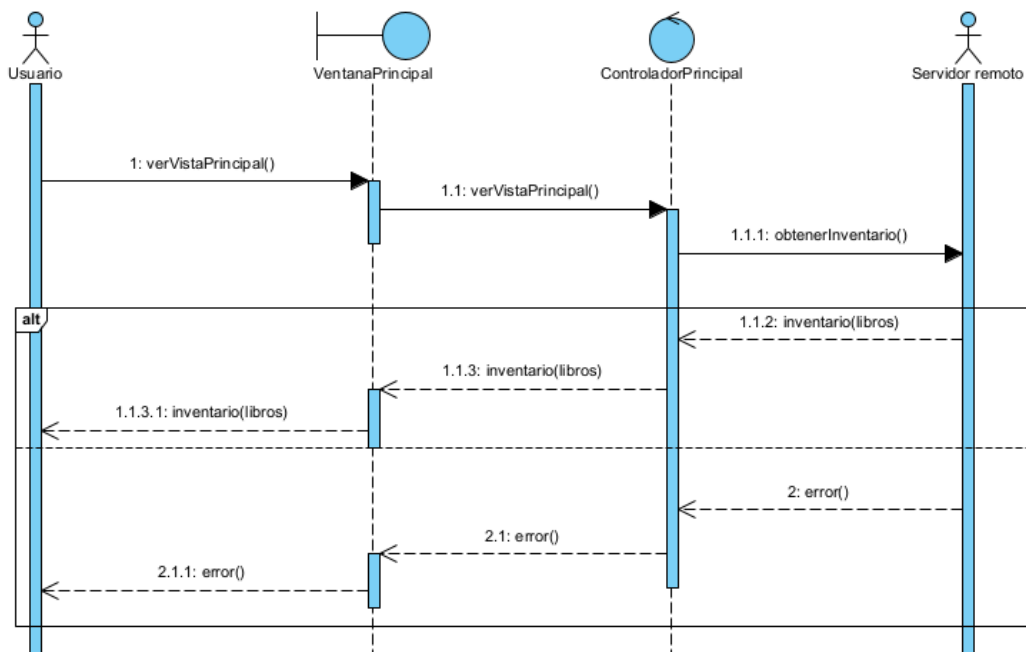 Usuario
VentanaPrincipal
ControladorPrincipal
Servidor remoto
1: verVistaPrincipal()
1.1: verVistaPrincipal()
1.1.1: obtenerInventario()
alt
1.1.2: inventario(libros)
1.1.3: inventario(libros)
1.1.3.1: inventario(libros)
2: error()
2.1: error()
2.1.1: error()